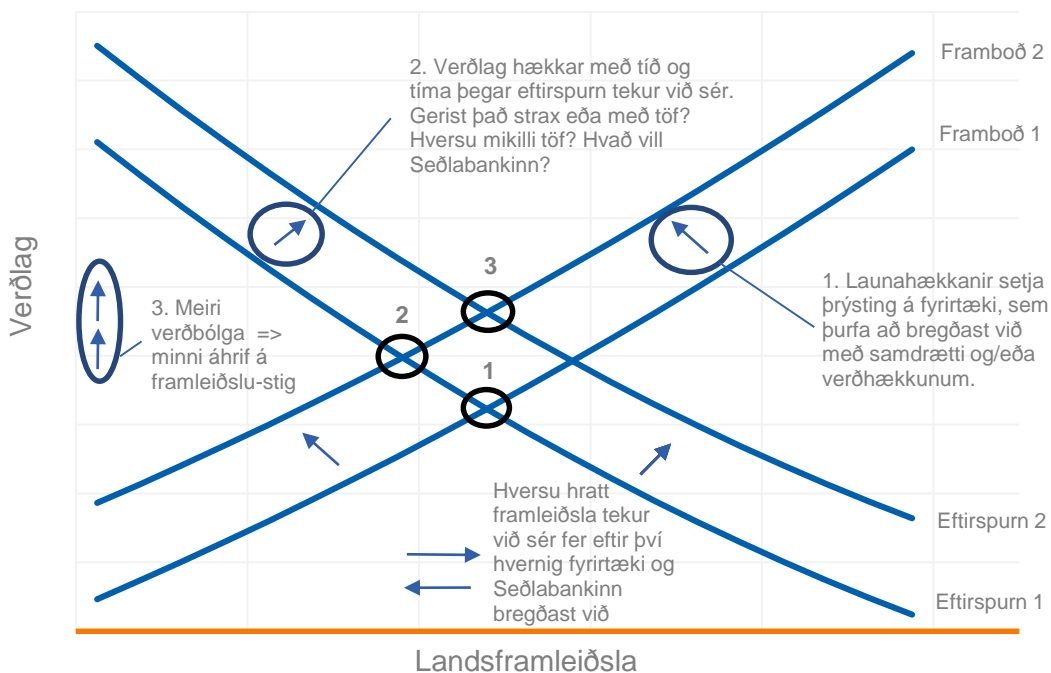 Verðlag
Framboð 2
Framboð 1
2. Verðlag hækkar með tíð og
tíma þegar eftirspurn tekur við sér.
Gerist það strax eða með töf?
Hversu mikilli töf? Hvað vill
Seðlabankinn?
3. Meiri
verðbólga =>
minni áhrif á
framleiðslu-stig
2
3
1
1. Launahækkanir setja
þrýsting á fyrirtæki, sem
þurfa að bregðast við
með samdrætti og/eða
verðhækkunum.
Hversu hratt
framleiðsla tekur
við sér fer eftir því
hvernig fyrirtæki og
Seðlabankinn
bregðast við
Eftirspurn 2
Eftirspurn 1
Landsframleiðsla